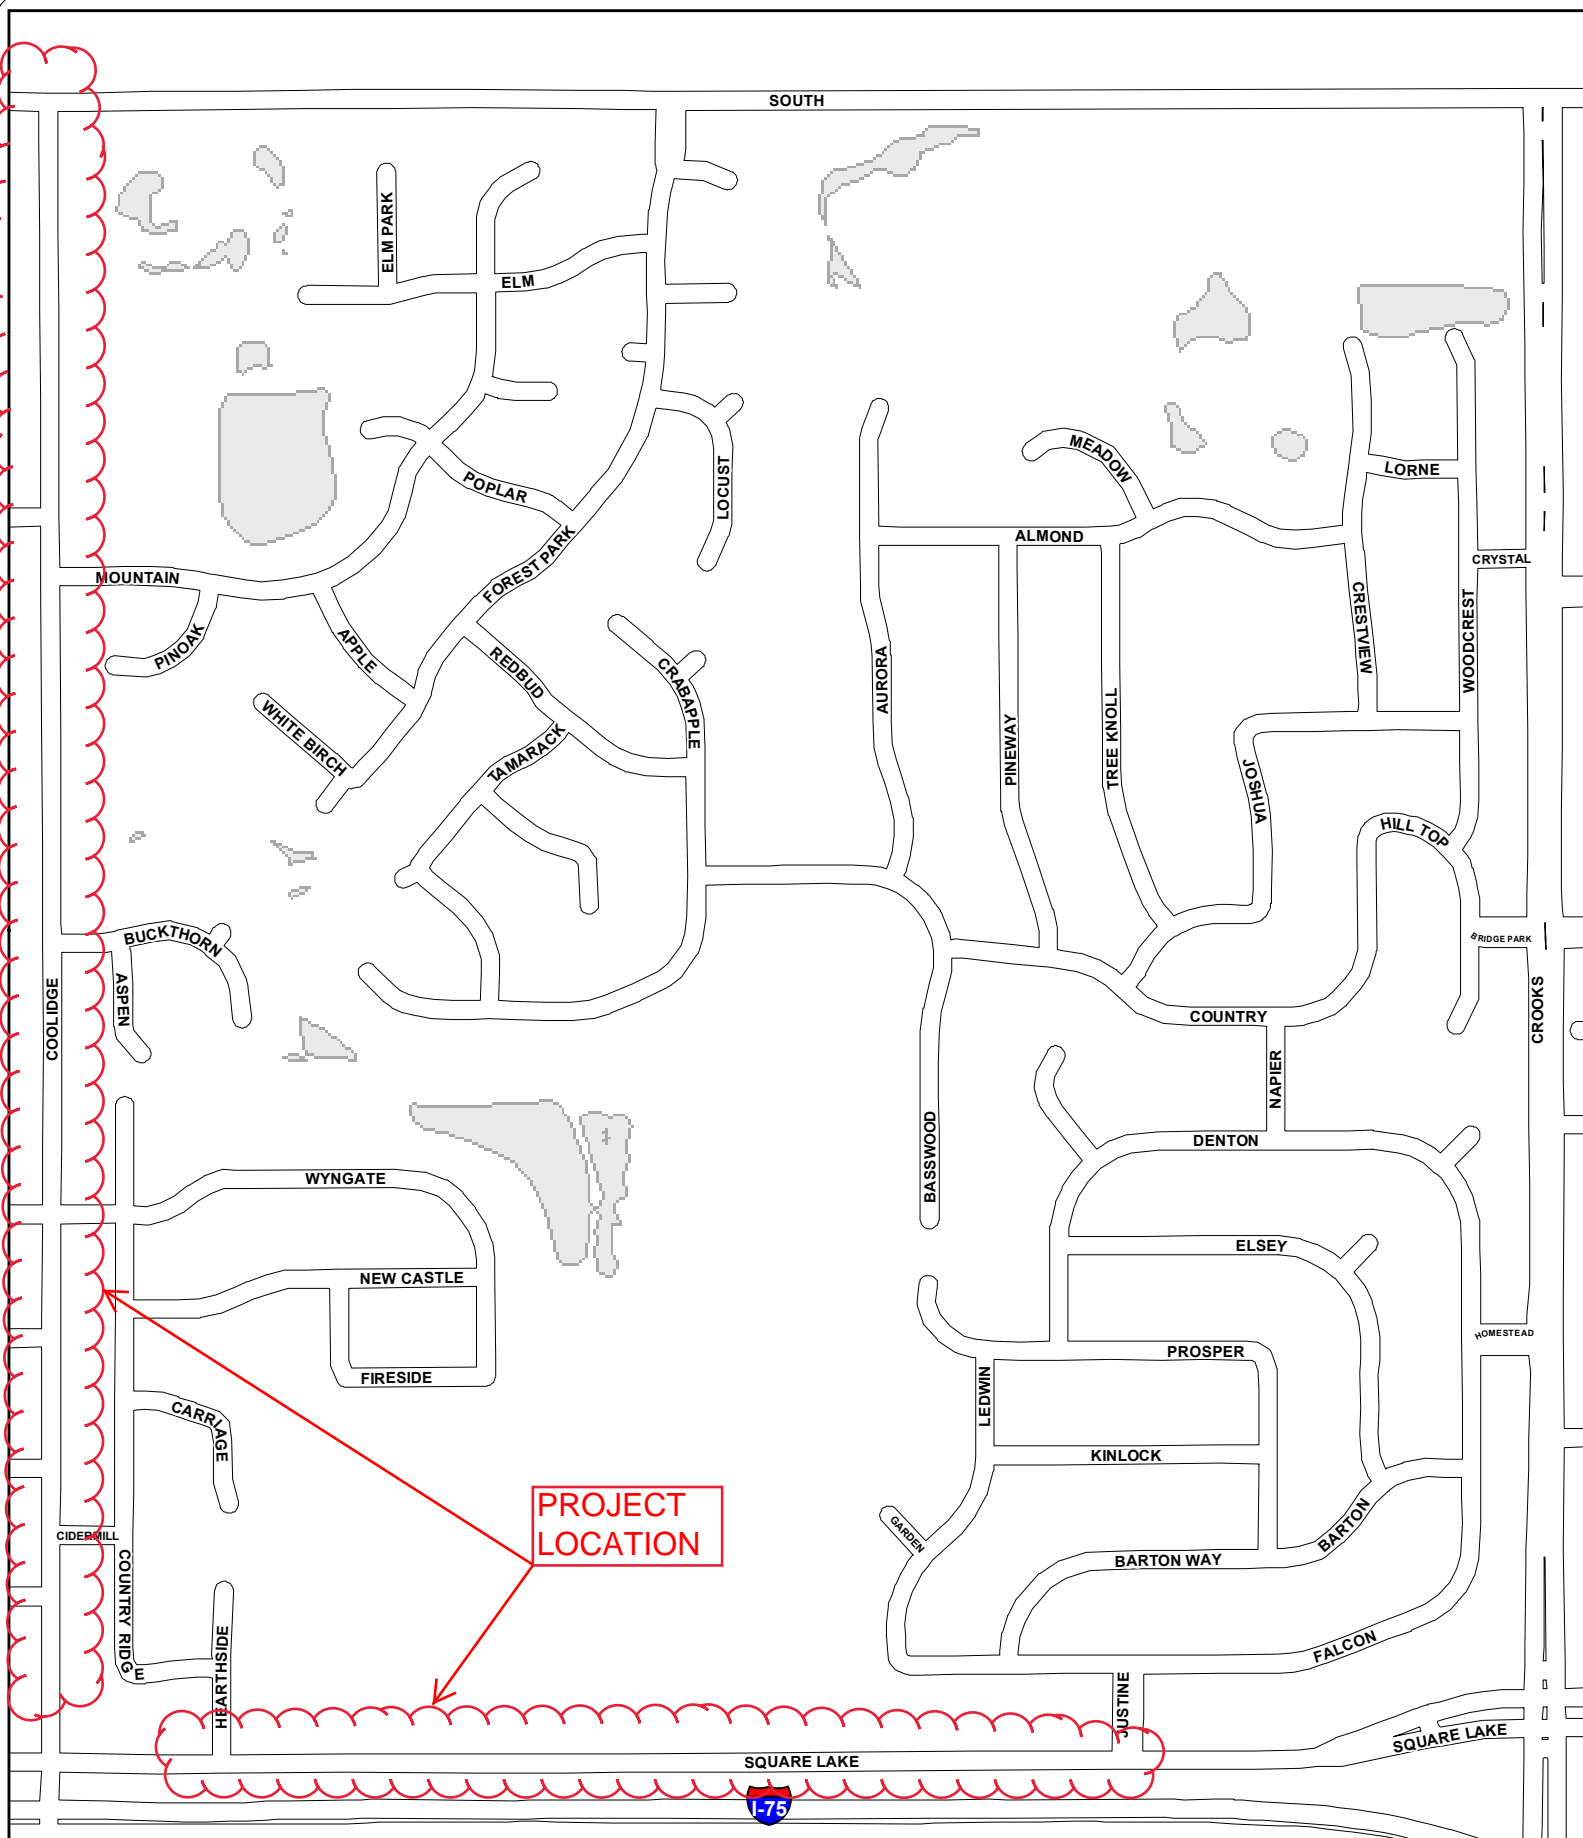 SOUTH
ELM PARK
ELM
MEADOW
LORNE
POPLAR
LOCUST
ALMOND
CRYSTAL
FOREST PARK
MOUNTAIN
CRESTVIEW
WOODCREST
PINOAK
APPLE
REDBUD
CRABAPPLE
AURORA
WHITE BIRCH
TAMARACK
PINEWAY
TREE KNOLL
JOSHUA
HILL TOP
BUCKTHORN
BRIDGE PARK
ASPEN
COOLIDGE
CROOKS
COUNTRY
NAPIER
BASSWOOD
DENTON
WYNGATE
ELSEY
NEW CASTLE
HOMESTEAD
PROSPER
FIRESIDE
LEDWIN
CARRIAGE
KINLOCK
PROJECT
LOCATION
GARDEN
CIDERMILL
BARTON
BARTON WAY
COUNTRY RIDGE
FALCON
HEARTHSIDE
JUSTINE
SQUARE LAKE
SQUARE LAKE
I-75